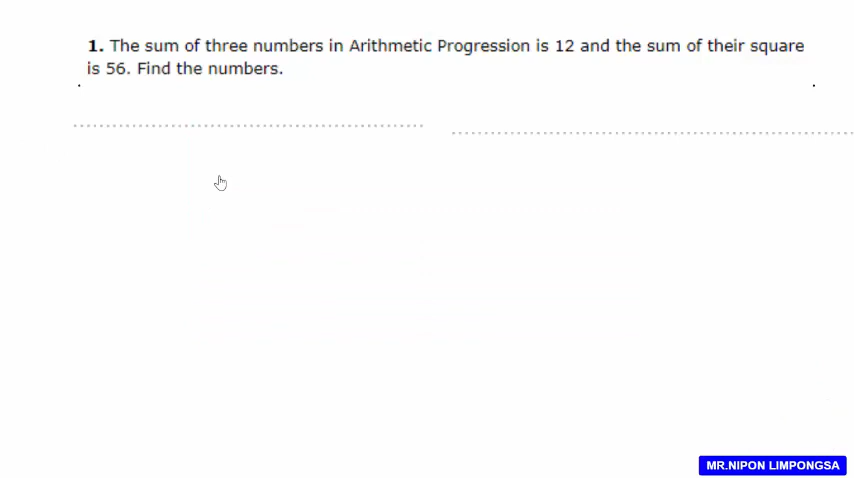 1. The sum of three numbers in Arithmetic Progression is 12 and the sum of their square
is 56. Find the numbers.
MR.NIPON LIMPONGSA